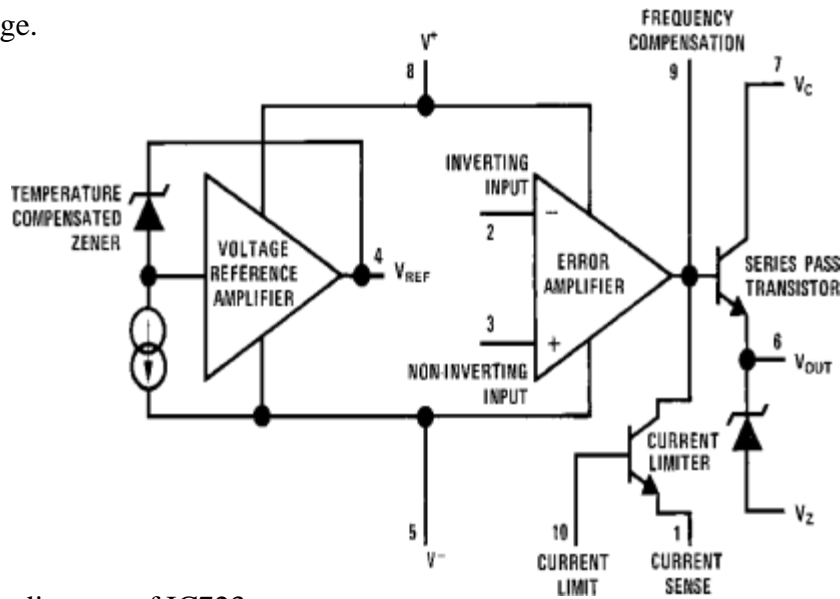 ge.
FREQUENCY
COMPENSATION
V+
8
9
7
VC
INVERTING
INPUT
TEMPERATURE
COMPENSATED
ZENER
2
−
VOLTAGE
REFERENCE
AMPLIFIER
4
VREF
ERROR
AMPLIFIER
SERIES PASS
TRANSISTOR
3
+
6
VOUT
NON-INVERTING
INPUT
CURRENT
LIMITER
VZ
5
V−
10
1
CURRENT
LIMIT
CURRENT
SENSE